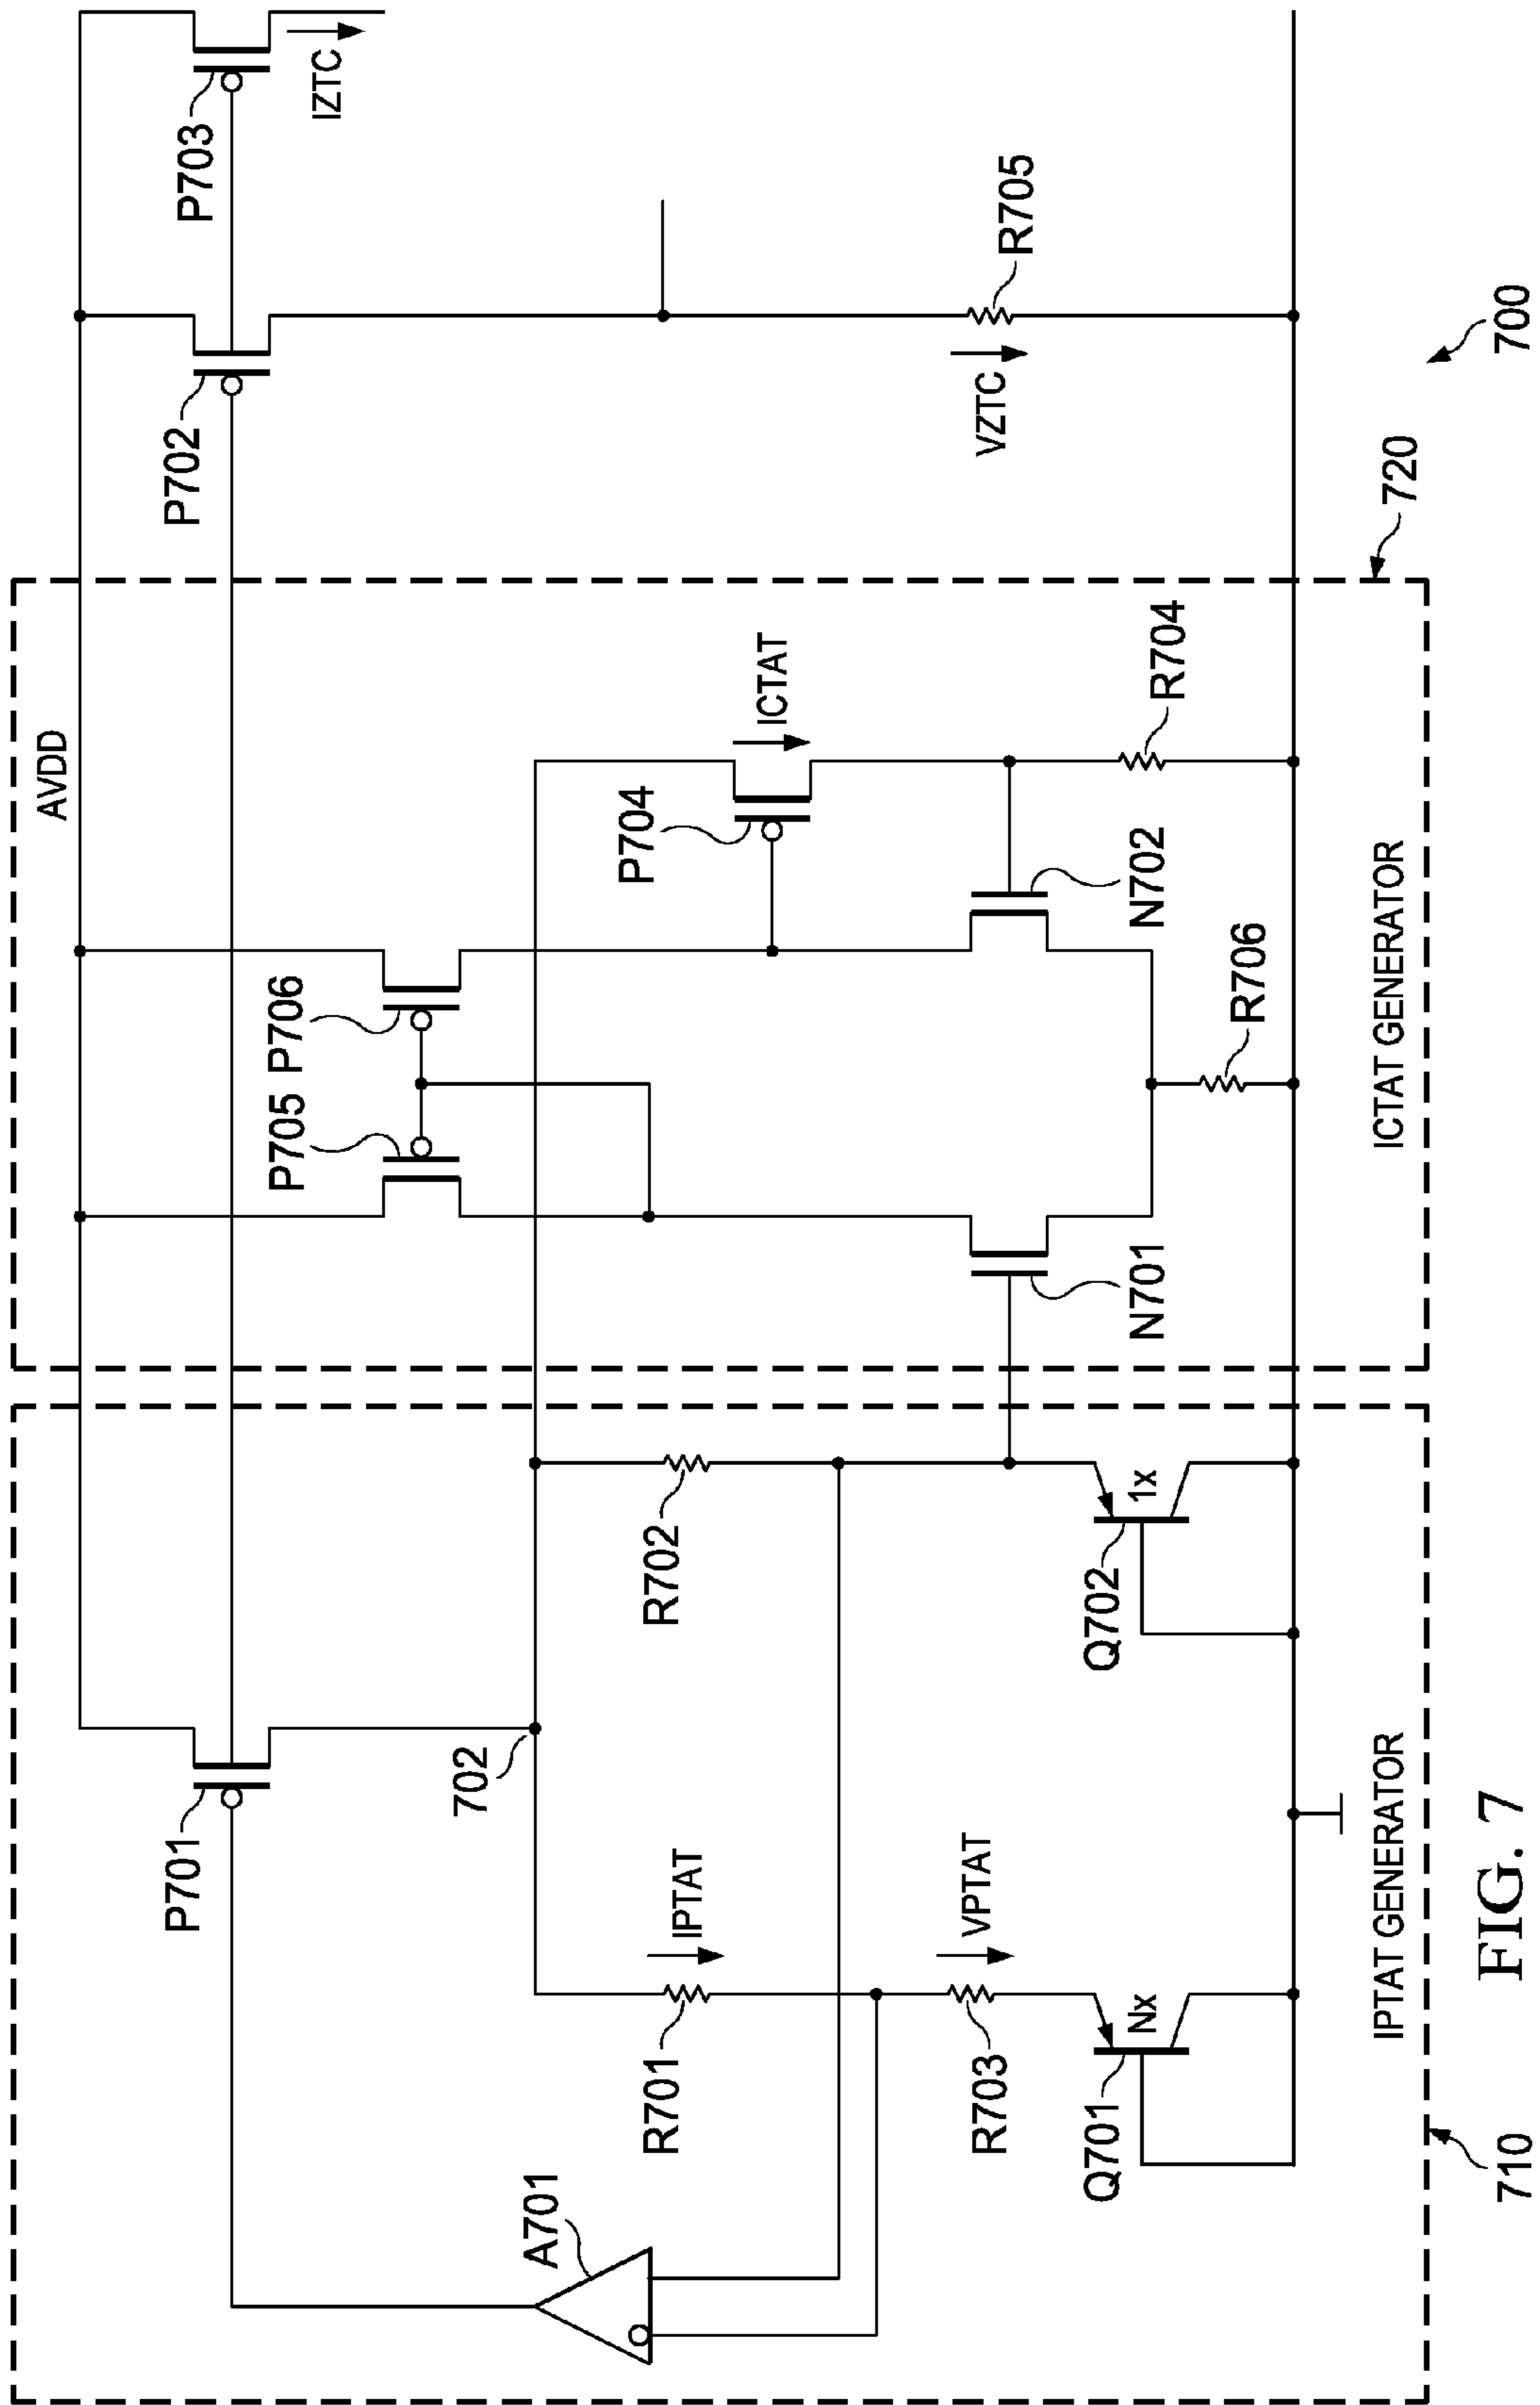 AVDD
P701
P702
P703
IZTC
P705
P706
702
A701
R701
IPTAT
R702
P704
ICTAT
R703
VPTAT
VZTC
R705
Q701
Nx
Q702
1x
N701
N702
R704
R706
IPTAT GENERATOR
ICTAT GENERATOR
710
720
700
FIG. 7